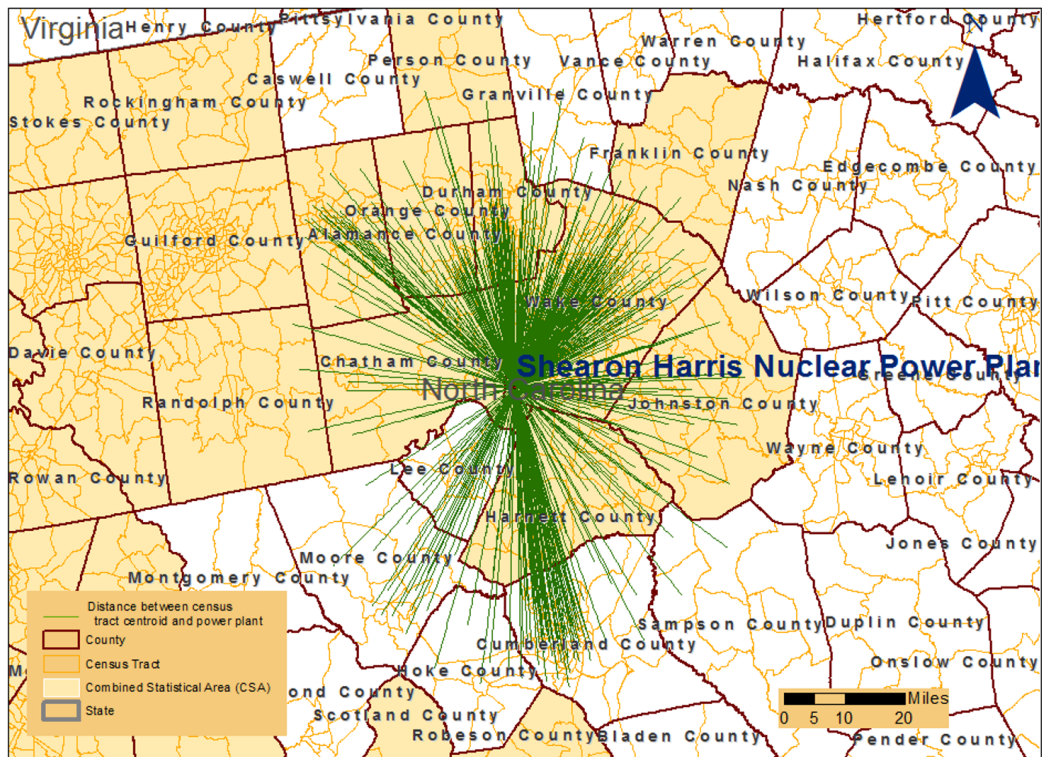 Virginia
Henry County
Pittsylvania County
Hertford County
N
Warren County
Person County
Vance County
Halifax County
Caswell County
Granville County
Rockingham County
Stokes County
Franklin County
Edgecombe County
Nash County
Durham County
Orange County
Alamance County
Guilford County
Wake County
Wilson County
Pitt County
Davie County
Chatham County
Shearon Harris Nuclear Power Plan
Greene County
North Carolina
Randolph County
Johnston County
Wayne County
Lee County
Rowan County
Lenoir County
Harnett County
Jones County
Moore County
Montgomery County
Sampson County
Duplin County
Cumberland County
Onslow County
Hoke County
ond County
Scotland County
Robeson County
Bladen County
Pender County
Distance between census
tract centroid and power plant
County
Census Tract
Combined Statistical Area (CSA)
State
Miles
0 5 10 20